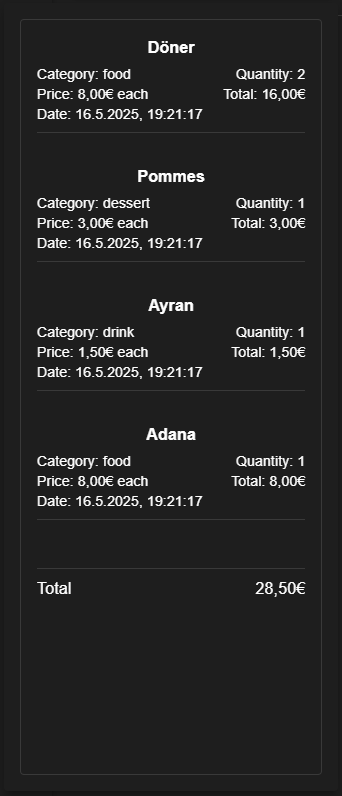 Döner
Category: food Quantity: 2
Price: 8,00€ each Total: 16,00€
Date: 16.5.2025, 19:21:17
Pommes
Category: dessert Quantity: 1
Price: 3,00€ each Total: 3,00€
Date: 16.5.2025, 19:21:17
Ayran
Category: drink Quantity: 1
Price: 1,50€ each Total: 1,50€
Date: 16.5.2025, 19:21:17
Adana
Category: food Quantity: 1
Price: 8,00€ each Total: 8,00€
Date: 16.5.2025, 19:21:17
Total 28,50€